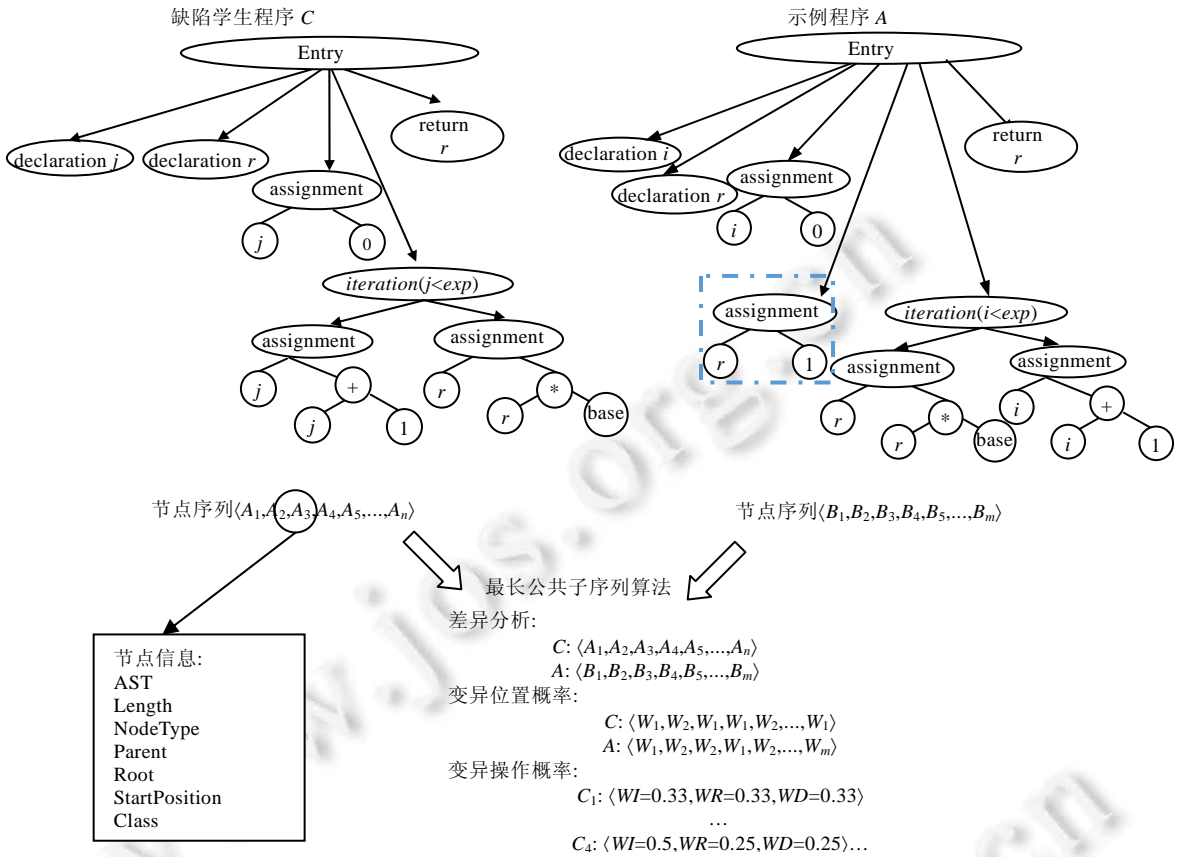 缺陷学生程序 C
Entry
declaration j
declaration r
return
r
assignment
j
0
iteration(j<exp)
assignment
assignment
j
+
r
*
j
1
r
base
示例程序 A
Entry
declaration i
return
r
assignment
declaration r
i
0
assignment
iteration(i<exp)
r
1
assignment
assignment
r
*
i
+
r
base
i
1
节点序列⟨A1,A2,A3,A4,A5,...,An⟩
节点序列⟨B1,B2,B3,B4,B5,...,Bm⟩
最长公共子序列算法
差异分析:
C: ⟨A1,A2,A3,A4,A5,...,An⟩
A: ⟨B1,B2,B3,B4,B5,...,Bm⟩
变异位置概率:
C: ⟨W1,W2,W1,W1,W2,...,W1⟩
A: ⟨W1,W2,W2,W1,W2,...,Wm⟩
变异操作概率:
C1: ⟨WI=0.33,WR=0.33,WD=0.33⟩
...
C4: ⟨WI=0.5,WR=0.25,WD=0.25⟩...
节点信息:
AST
Length
NodeType
Parent
Root
StartPosition
Class
www.jos.org.cn